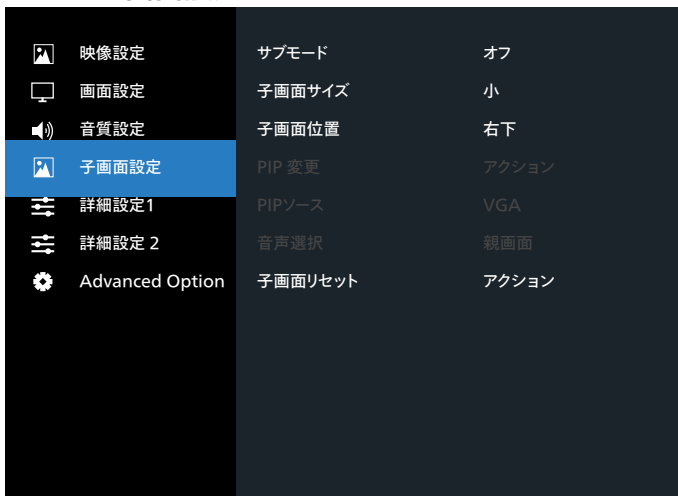 映像設定
画面設定
音質設定
子画面設定
詳細設定1
詳細設定 2
Advanced Option
サブモード オフ
子画面サイズ 小
子画面位置 右下
PIP 変更 アクション
PIPソース VGA
音声選択 親画面
子画面リセット アクション